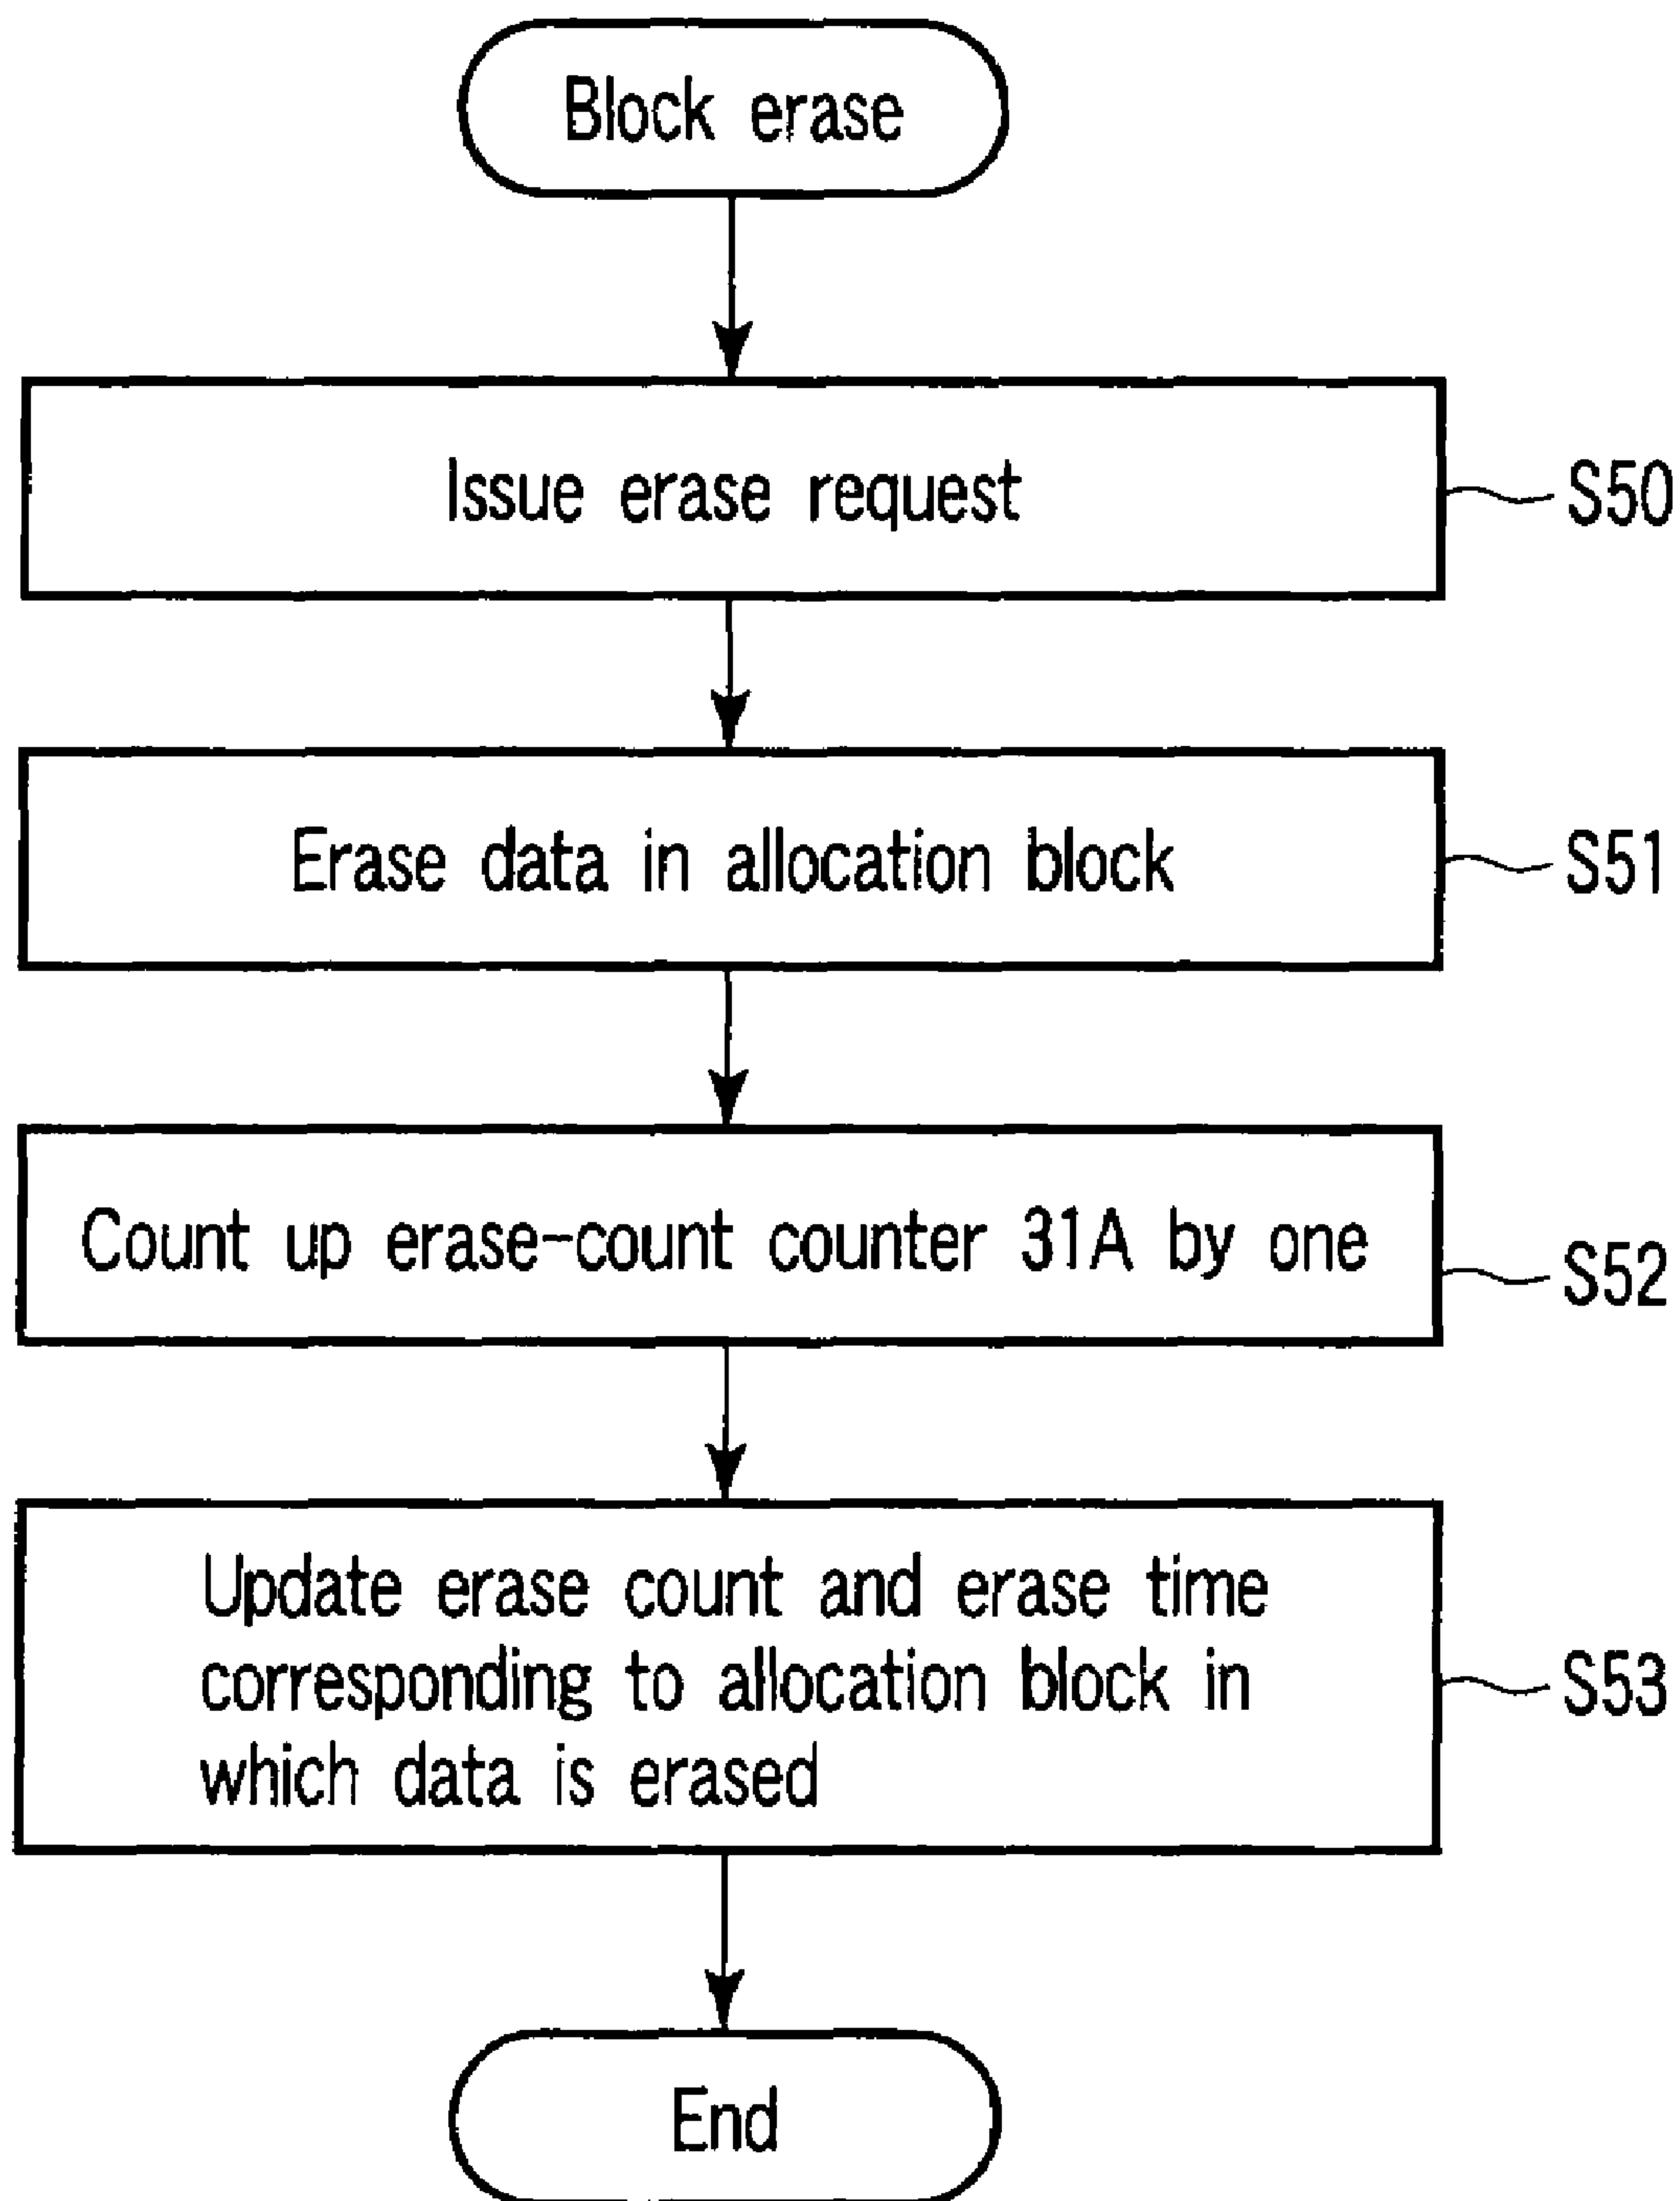 Block erase
Issue erase request
S50
Erase data in allocation block
S51
Count up erase-count counter 31A by one
S52
Update erase count and erase time
corresponding to allocation block in
which data is erased
S53
End